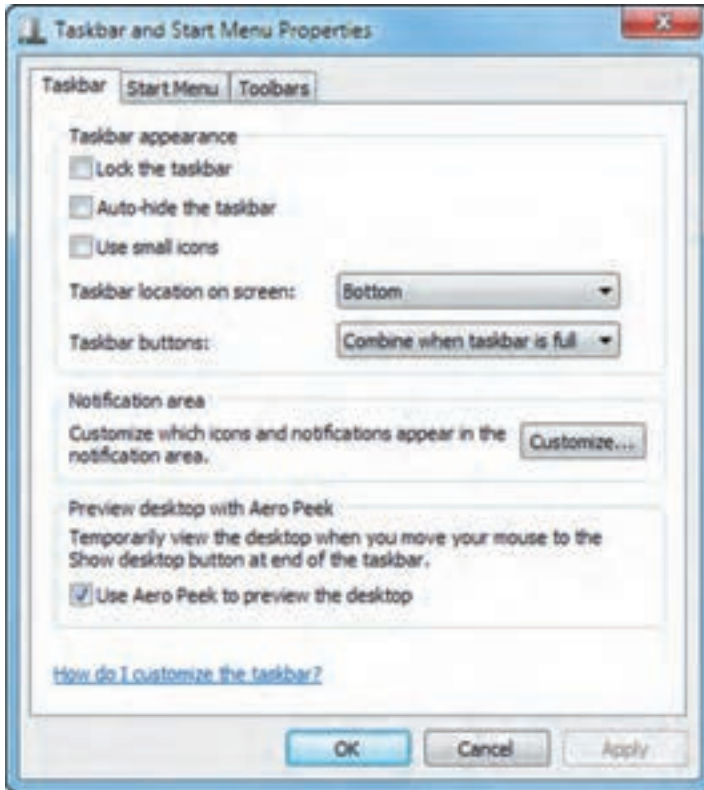 Taskbar and Start Menu Properties
Taskbar Start Menu Toolbars
Taskbar appearance
Lock the taskbar
Auto-hide the taskbar
Use small icons
Taskbar location on screen: Bottom
Taskbar buttons: Combine when taskbar is full
Notification area
Customize which icons and notifications appear in the
notification area.
Customize...
Preview desktop with Aero Peek
Temporarily view the desktop when you move your mouse to the
Show desktop button at end of the taskbar.
Use Aero Peek to preview the desktop
How do I customize the taskbar?
OK Cancel Apply